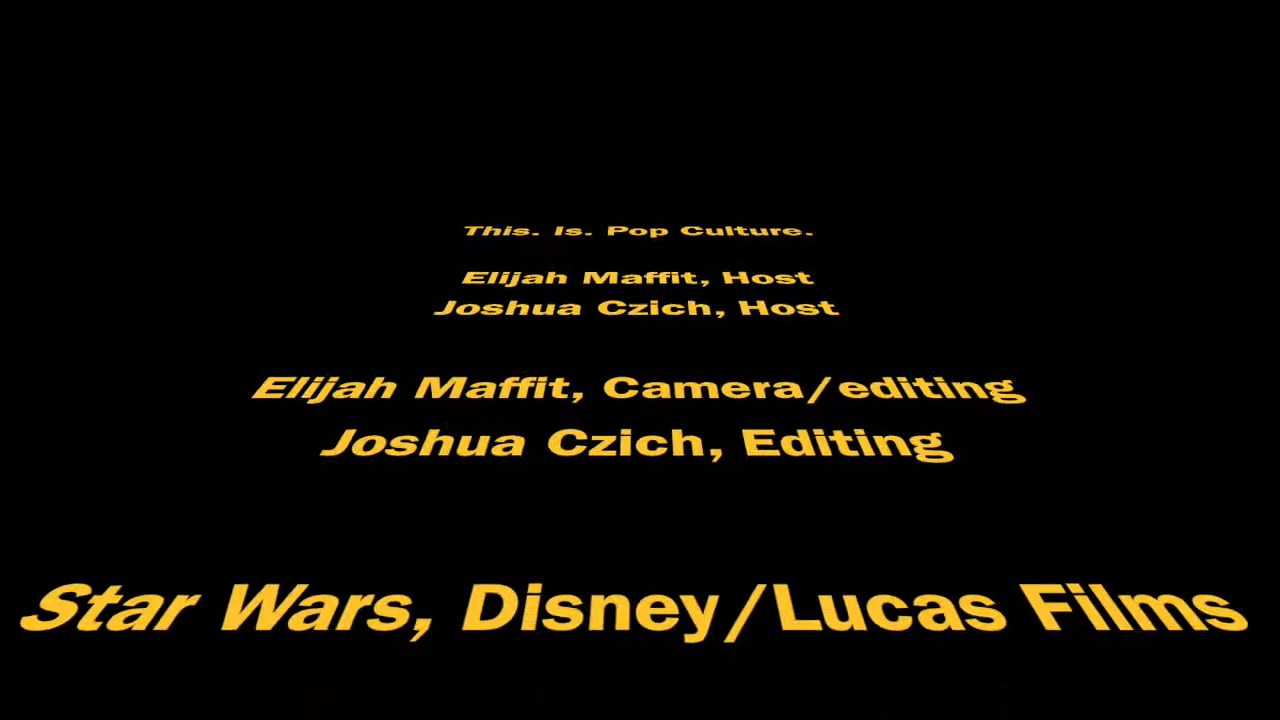 This. Is. Pop Culture.
Elijah Maffit, Host
Joshua Czich, Host
Elijah Maffit, Camera/editing
Joshua Czich, Editing
Star Wars, Disney/Lucas Films